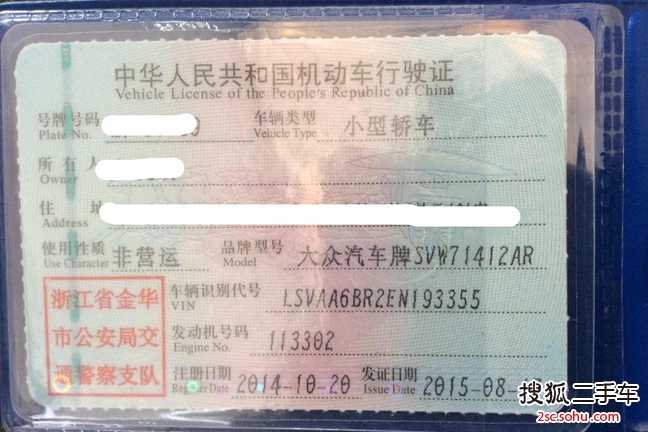 中华人民共和国机动车行驶证
Vehicle License of the People's Republic of China
号牌号码 车辆类型 小型轿车
Plate No. Vehicle Type
所有人
Owner
住址
Address
使用性质 非营运 品牌型号 大众汽车牌SVW71412AR
Use Character Model
浙江省金华
市公安局交
通警察支队
车辆识别代号 LSVAA6BR2EN193355
VIN
发动机号码 113302
Engine No.
注册日期 2014-10-20 发证日期 2015-08-
Register Date Issue Date
搜狐二手车
2sc.sohu.com